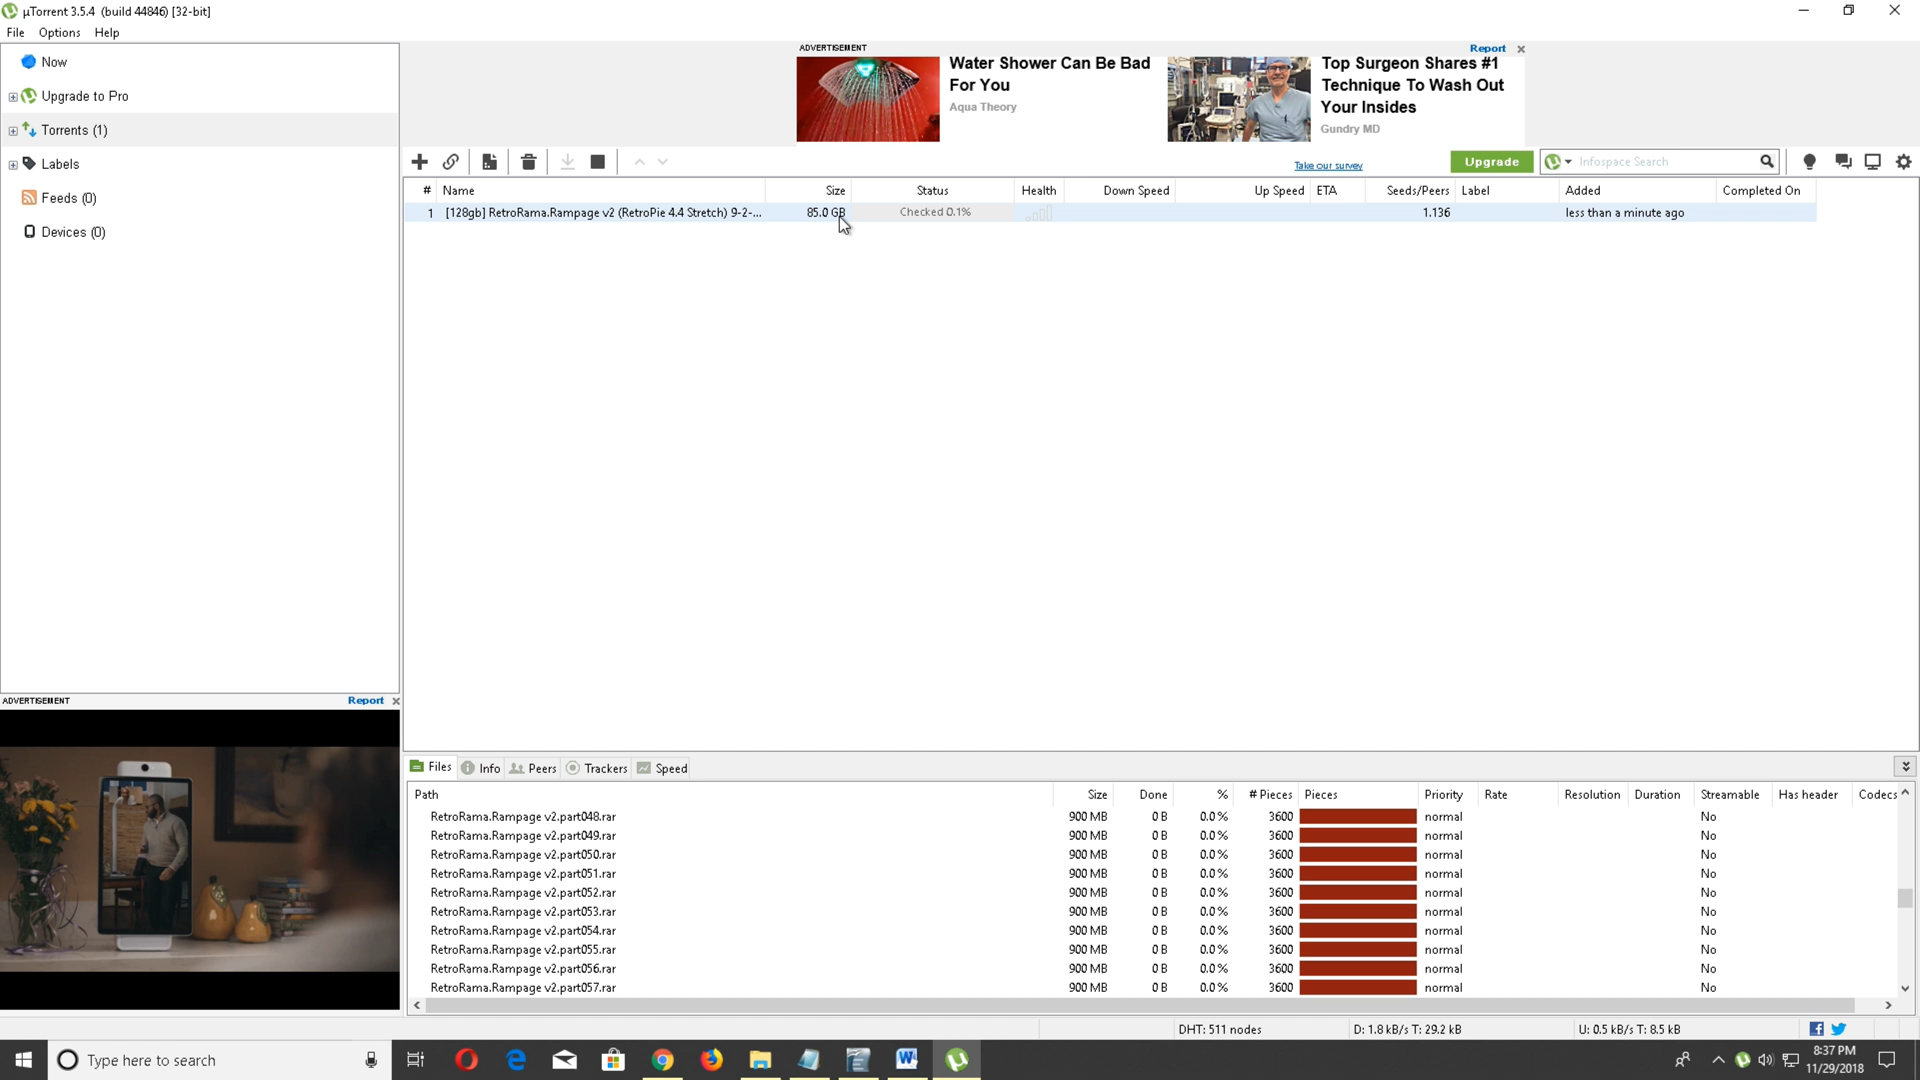 µTorrent 3.5.4 (build 44846) [32-bit]
File Options Help
Now
Upgrade to Pro
Torrents (1)
Labels
Feeds (0)
Devices (0)
ADVERTISEMENT Report
Water Shower Can Be Bad
For You
Aqua Theory
Top Surgeon Shares #1
Technique To Wash Out
Your Insides
Gundry MD
Take our survey
Upgrade
Infospace Search
# Name Size Status Health Down Speed Up Speed ETA Seeds/Peers Label Added Completed On
1 [128gb] RetroRama.Rampage v2 (RetroPie 4.4 Stretch) 9-2-... 85.0 GB Checked 0.1% 1.136 less than a minute ago
ADVERTISEMENT Report
Files Info Peers Trackers Speed
Path Size Done % # Pieces Pieces Priority Rate Resolution Duration Streamable Has header Codecs
RetroRama.Rampage v2.part048.rar 900 MB 0 B 0.0 % 3600 normal No
RetroRama.Rampage v2.part049.rar 900 MB 0 B 0.0 % 3600 normal No
RetroRama.Rampage v2.part050.rar 900 MB 0 B 0.0 % 3600 normal No
RetroRama.Rampage v2.part051.rar 900 MB 0 B 0.0 % 3600 normal No
RetroRama.Rampage v2.part052.rar 900 MB 0 B 0.0 % 3600 normal No
RetroRama.Rampage v2.part053.rar 900 MB 0 B 0.0 % 3600 normal No
RetroRama.Rampage v2.part054.rar 900 MB 0 B 0.0 % 3600 normal No
RetroRama.Rampage v2.part055.rar 900 MB 0 B 0.0 % 3600 normal No
RetroRama.Rampage v2.part056.rar 900 MB 0 B 0.0 % 3600 normal No
RetroRama.Rampage v2.part057.rar 900 MB 0 B 0.0 % 3600 normal No
DHT: 511 nodes D: 1.8 kB/s T: 29.2 kB U: 0.5 kB/s T: 8.5 kB
Type here to search
8:37 PM
11/29/2018